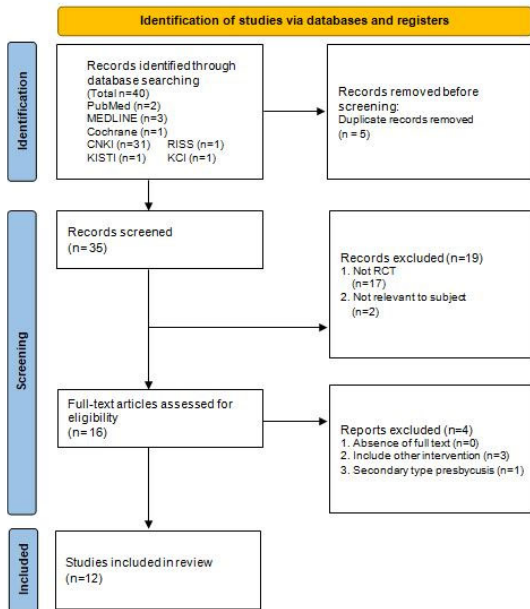 Identification of studies via databases and registers
Identification
Records identified through
database searching
(Total n=40)
PubMed (n=2)
MEDLINE (n=3)
Cochrane (n=1)
CNKI (n=31) RISS (n=1)
KISTI (n=1) KCI (n=1)
Records removed before
screening:
Duplicate records removed
(n = 5)
Screening
Records screened
(n= 35)
Records excluded (n=19)
1. Not RCT
(n=17)
2. Not relevant to subject
(n=2)
Full-text articles assessed for
eligibility
(n= 16)
Reports excluded (n=4)
1. Absence of full text (n=0)
2. Include other intervention (n=3)
3. Secondary type presbycusis (n=1)
Included
Studies included in review
(n=12)